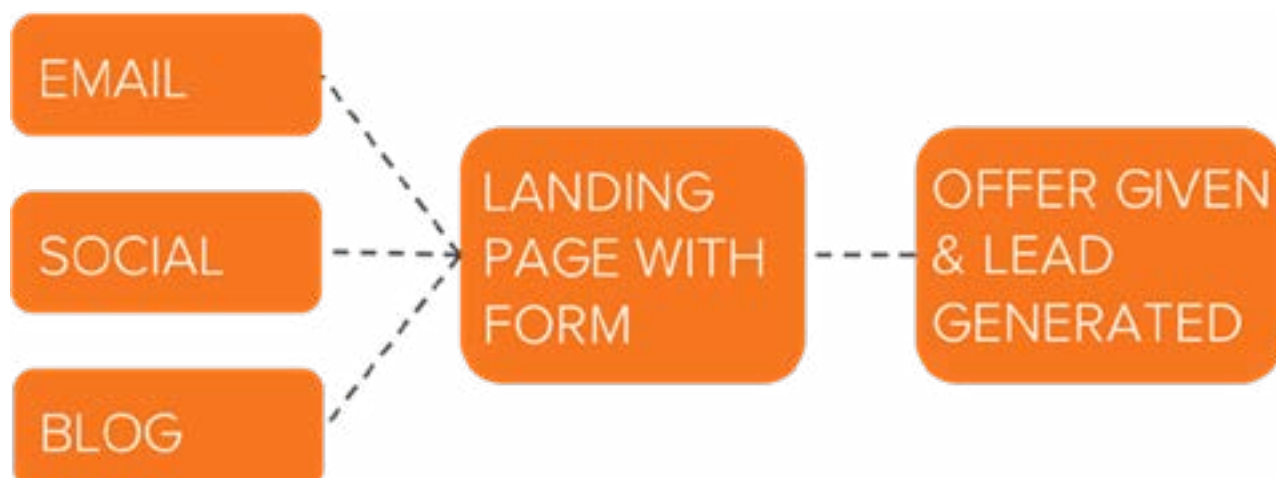 EMAIL
SOCIAL
BLOG
LANDING
PAGE WITH
FORM
OFFER GIVEN
& LEAD
GENERATED